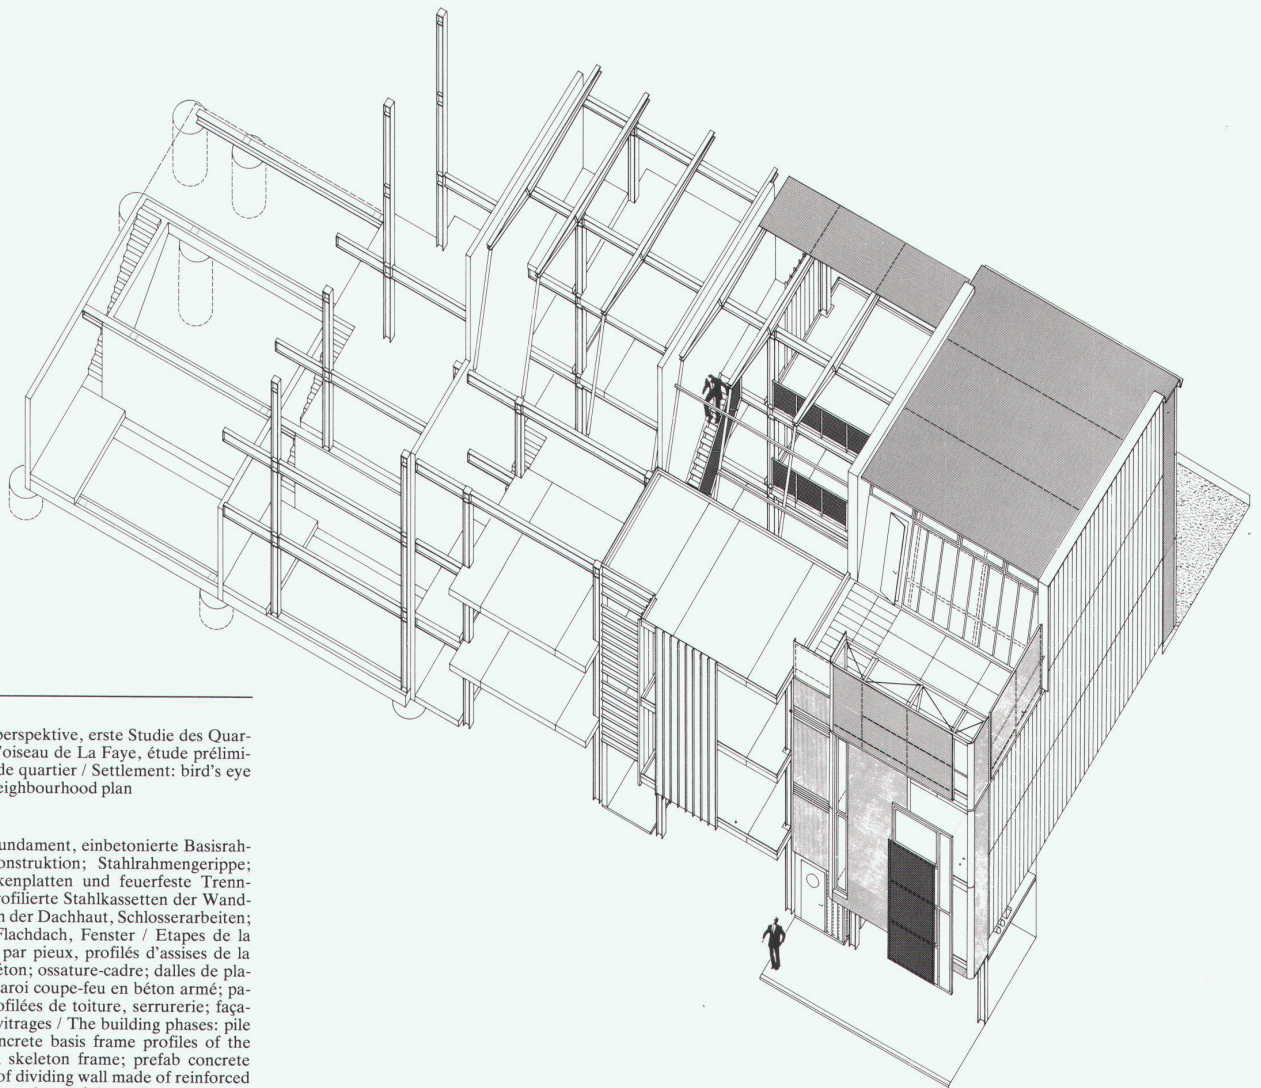 perspektive, erste Studie des Quar-
'oiseau de La Faye, étude prélimi-
de quartier / Settlement: bird's eye
eighbourhood plan
undament, einbetonierte Basisrah-
onstruktion; Stahlrahmengerippe;
kenplatten und feuerfeste Trenn-
rofilierte Stahlkassetten der Wand-
n der Dachhaut, Schlosserarbeiten;
Flachdach, Fenster / Etapes de la
par pieux, profilés d'assises de la
éton; ossature-cadre; dalles de pla-
aroi coupe-feu en béton armé; pa-
ofilées de toiture, serrurerie; faça-
vitrages / The building phases: pile
ncrete basis frame profiles of the
skeleton frame; prefab concrete
of dividing wall made of reinforced